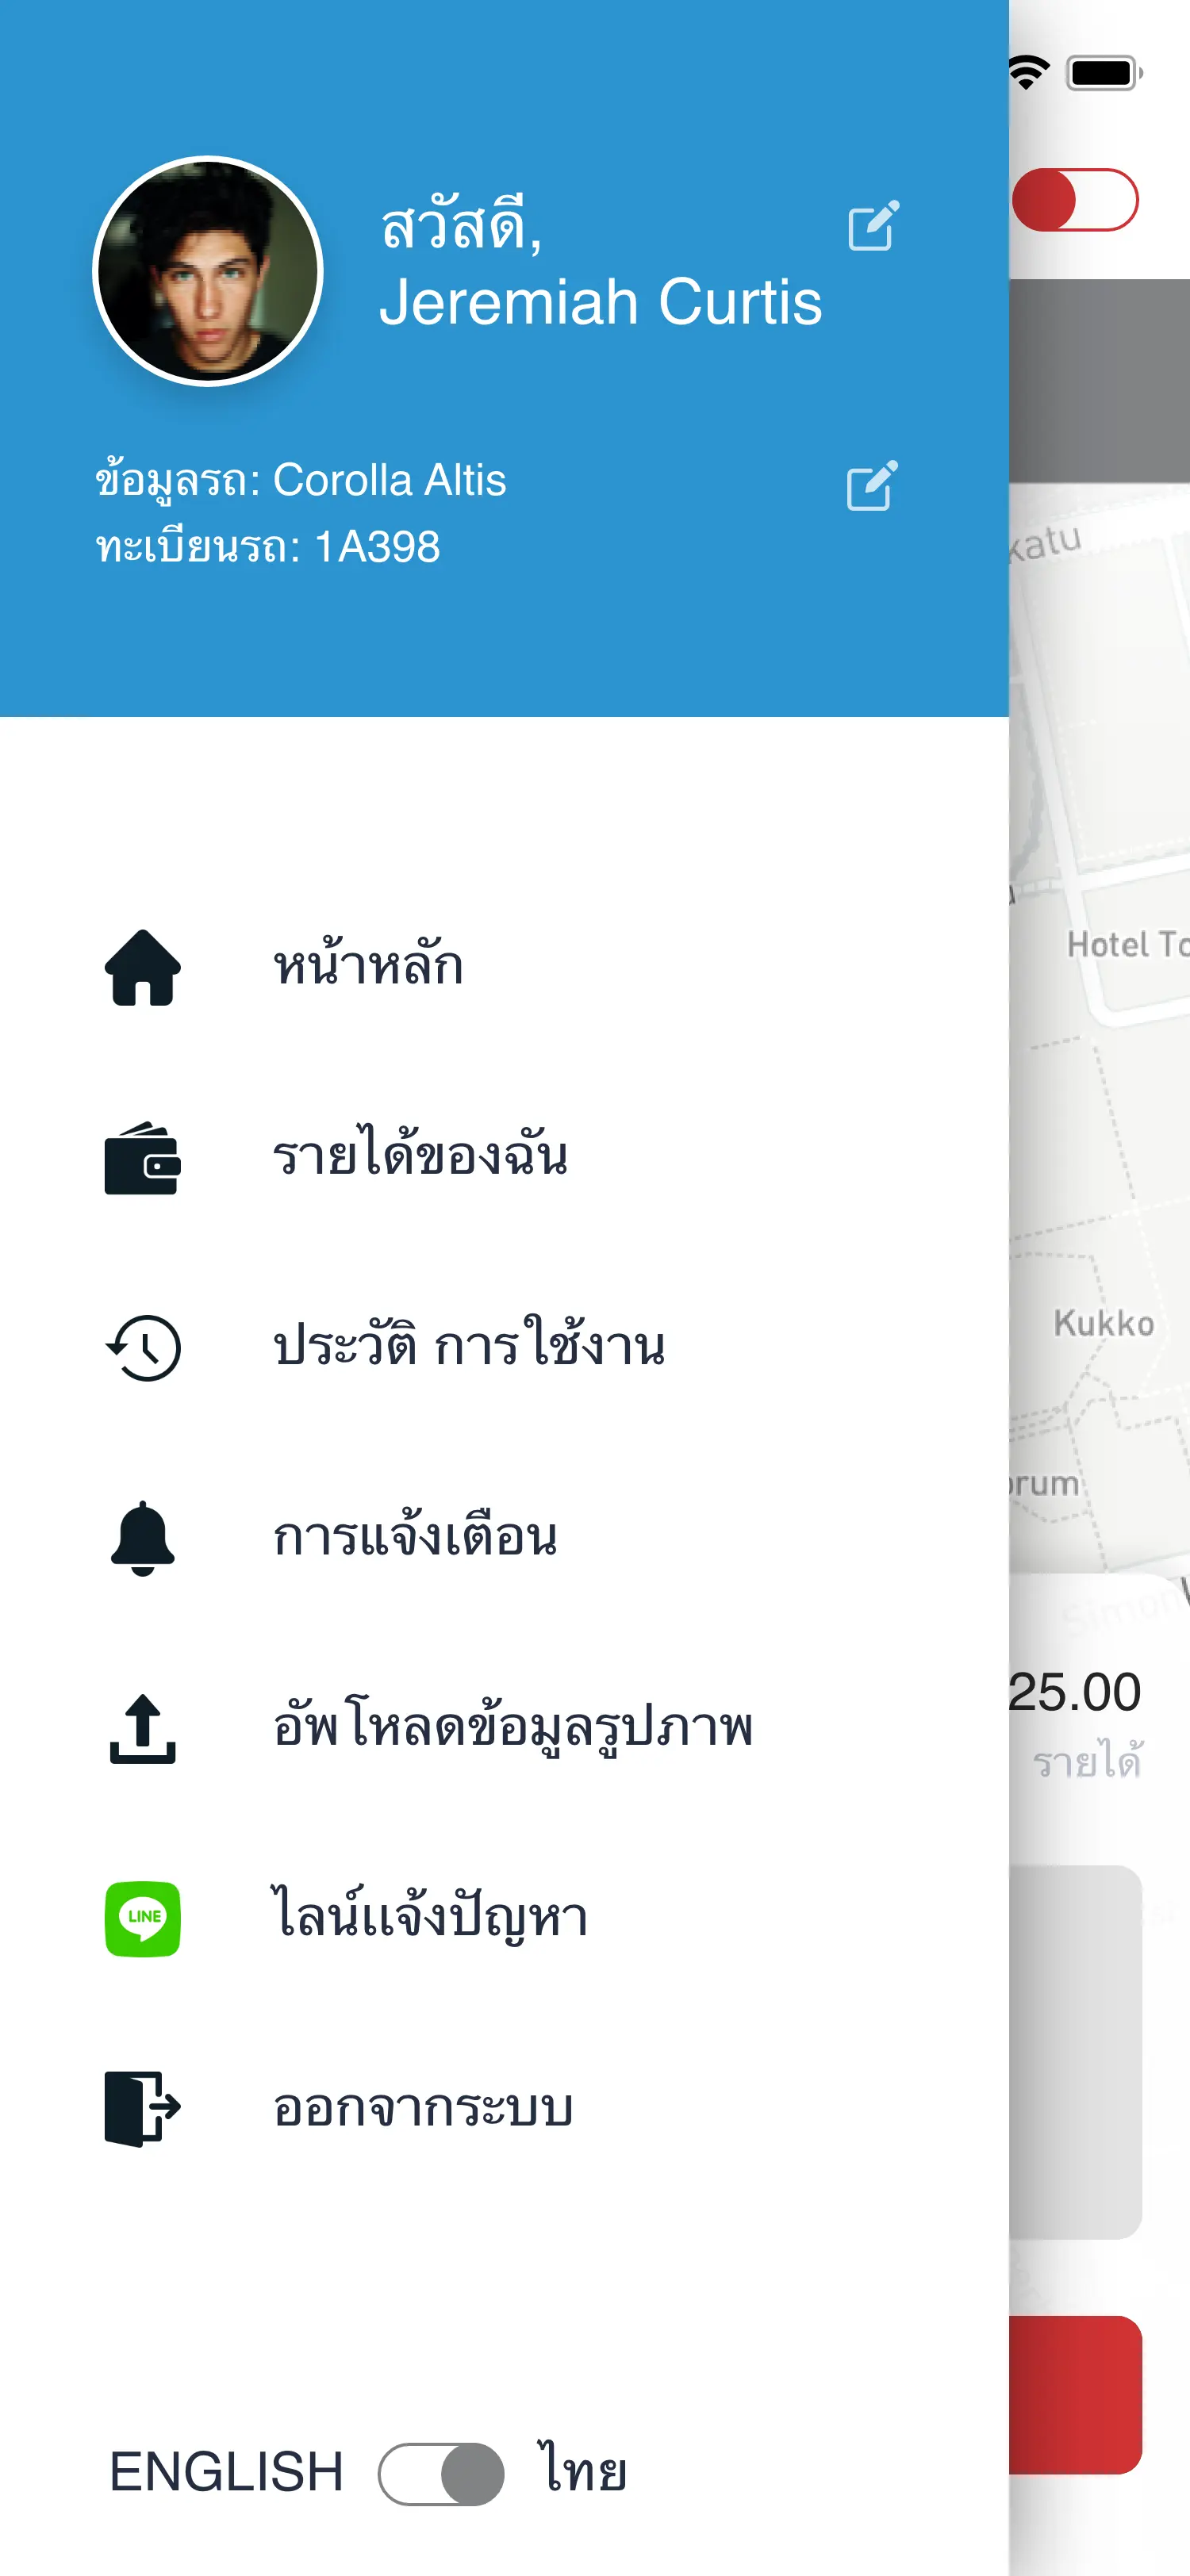 สวัสดี,
Jeremiah Curtis
ข้อมูลรถ: Corolla Altis
ทะเบียนรถ: 1A398
หน้าหลัก
รายได้ของฉัน
ประวัติ การใช้งาน
การแจ้งเตือน
อัพโหลดข้อมูลรูปภาพ
LINE
ไลน์แจ้งปัญหา
ออกจากระบบ
ENGLISH ไทย
katu
Hotel To
Kukko
orum
Simon
25.00
รายได้